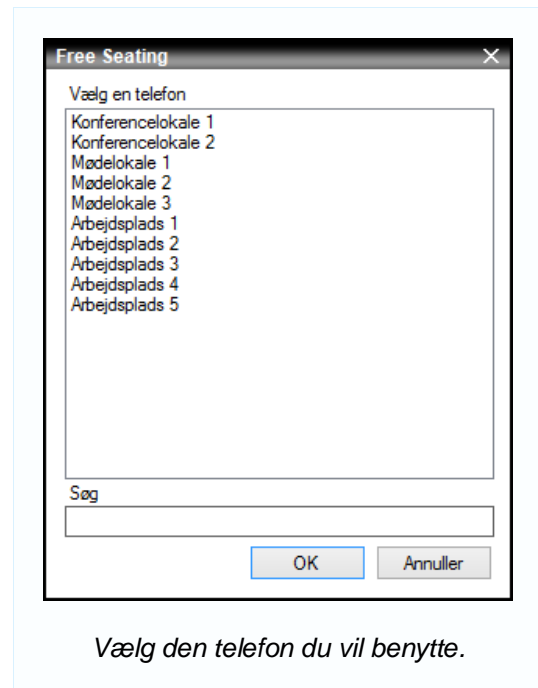 Free Seating
Vælg en telefon
Konferencelokale 1
Konferencelokale 2
Mødelokale 1
Mødelokale 2
Mødelokale 3
Arbejdsplads 1
Arbejdsplads 2
Arbejdsplads 3
Arbejdsplads 4
Arbejdsplads 5
Søg
OK Annuller
Vælg den telefon du vil benytte.